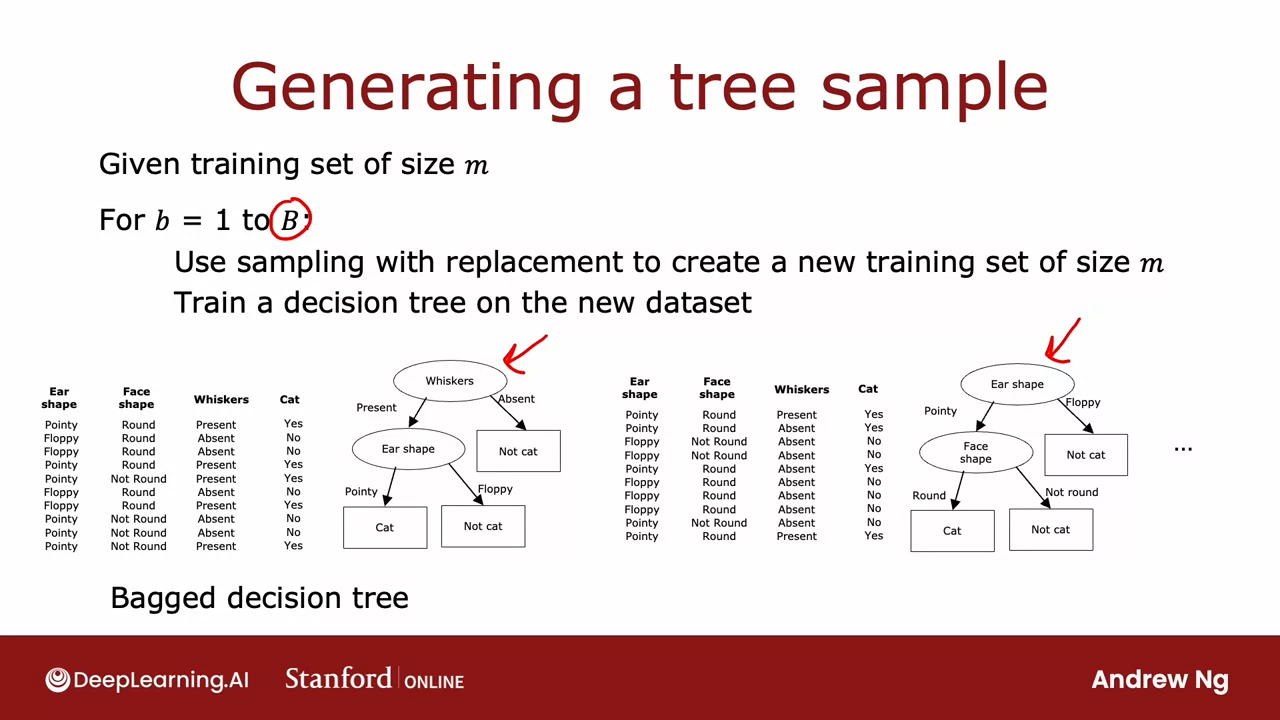 Generating a tree sample
Given training set of size m
For b = 1 to B:
Use sampling with replacement to create a new training set of size m
Train a decision tree on the new dataset
Ear shape Face shape Whiskers Cat
Pointy Round Present Yes
Floppy Round Absent No
Floppy Round Absent No
Pointy Round Present Yes
Pointy Not Round Present Yes
Floppy Round Absent No
Floppy Round Present Yes
Pointy Not Round Absent No
Pointy Not Round Absent No
Pointy Not Round Present Yes
Whiskers
Present Absent
Ear shape Not cat
Pointy Floppy
Cat Not cat
Ear shape Face shape Whiskers Cat
Pointy Round Present Yes
Pointy Round Absent Yes
Floppy Not Round Absent No
Floppy Not Round Absent No
Pointy Round Absent Yes
Floppy Round Absent No
Floppy Round Absent No
Floppy Round Absent No
Pointy Not Round Absent No
Pointy Round Present Yes
Ear shape
Pointy Floppy
Face shape Not cat
Round Not round
Cat Not cat
...
Bagged decision tree
DeepLearning.AI Stanford ONLINE Andrew Ng